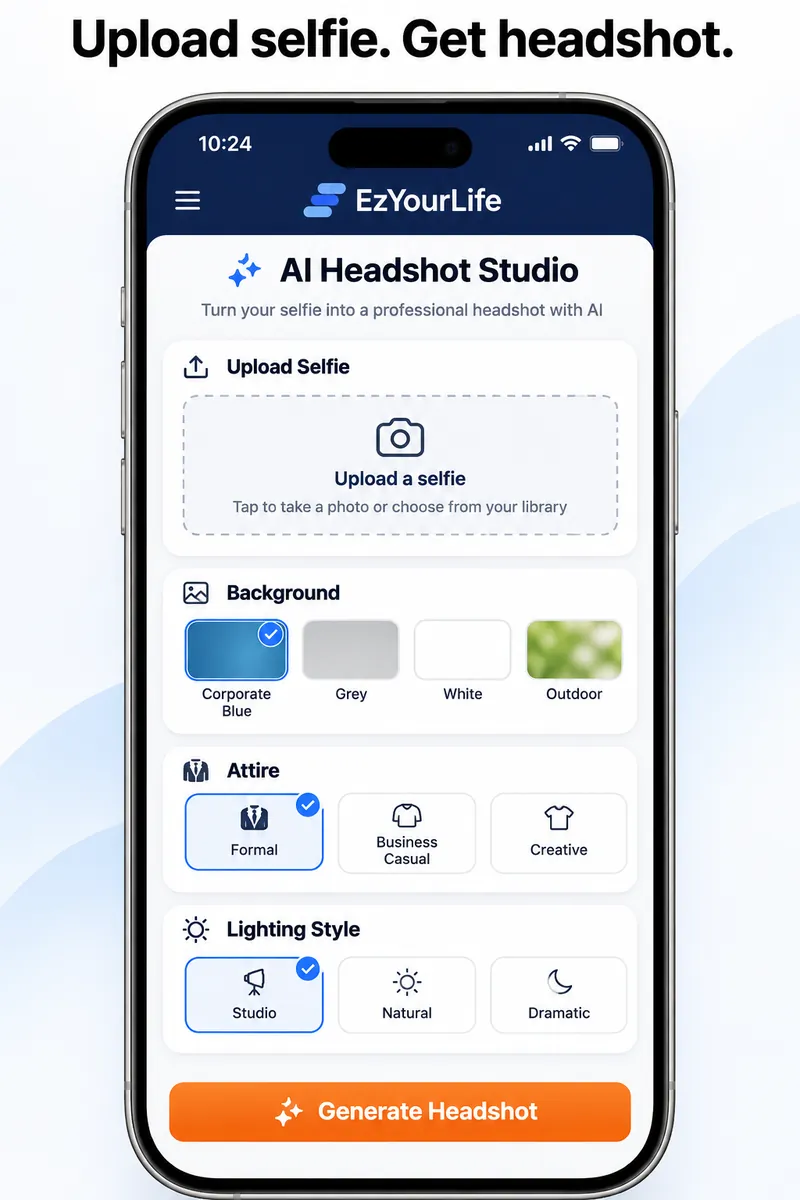 Upload selfie. Get headshot.
10:24
EzYourLife
AI Headshot Studio
Turn your selfie into a professional headshot with AI
Upload Selfie
Upload a selfie
Tap to take a photo or choose from your library
Background
Corporate
Blue
Grey
White
Outdoor
Attire
Formal
Business
Casual
Creative
Lighting Style
Studio
Natural
Dramatic
Generate Headshot